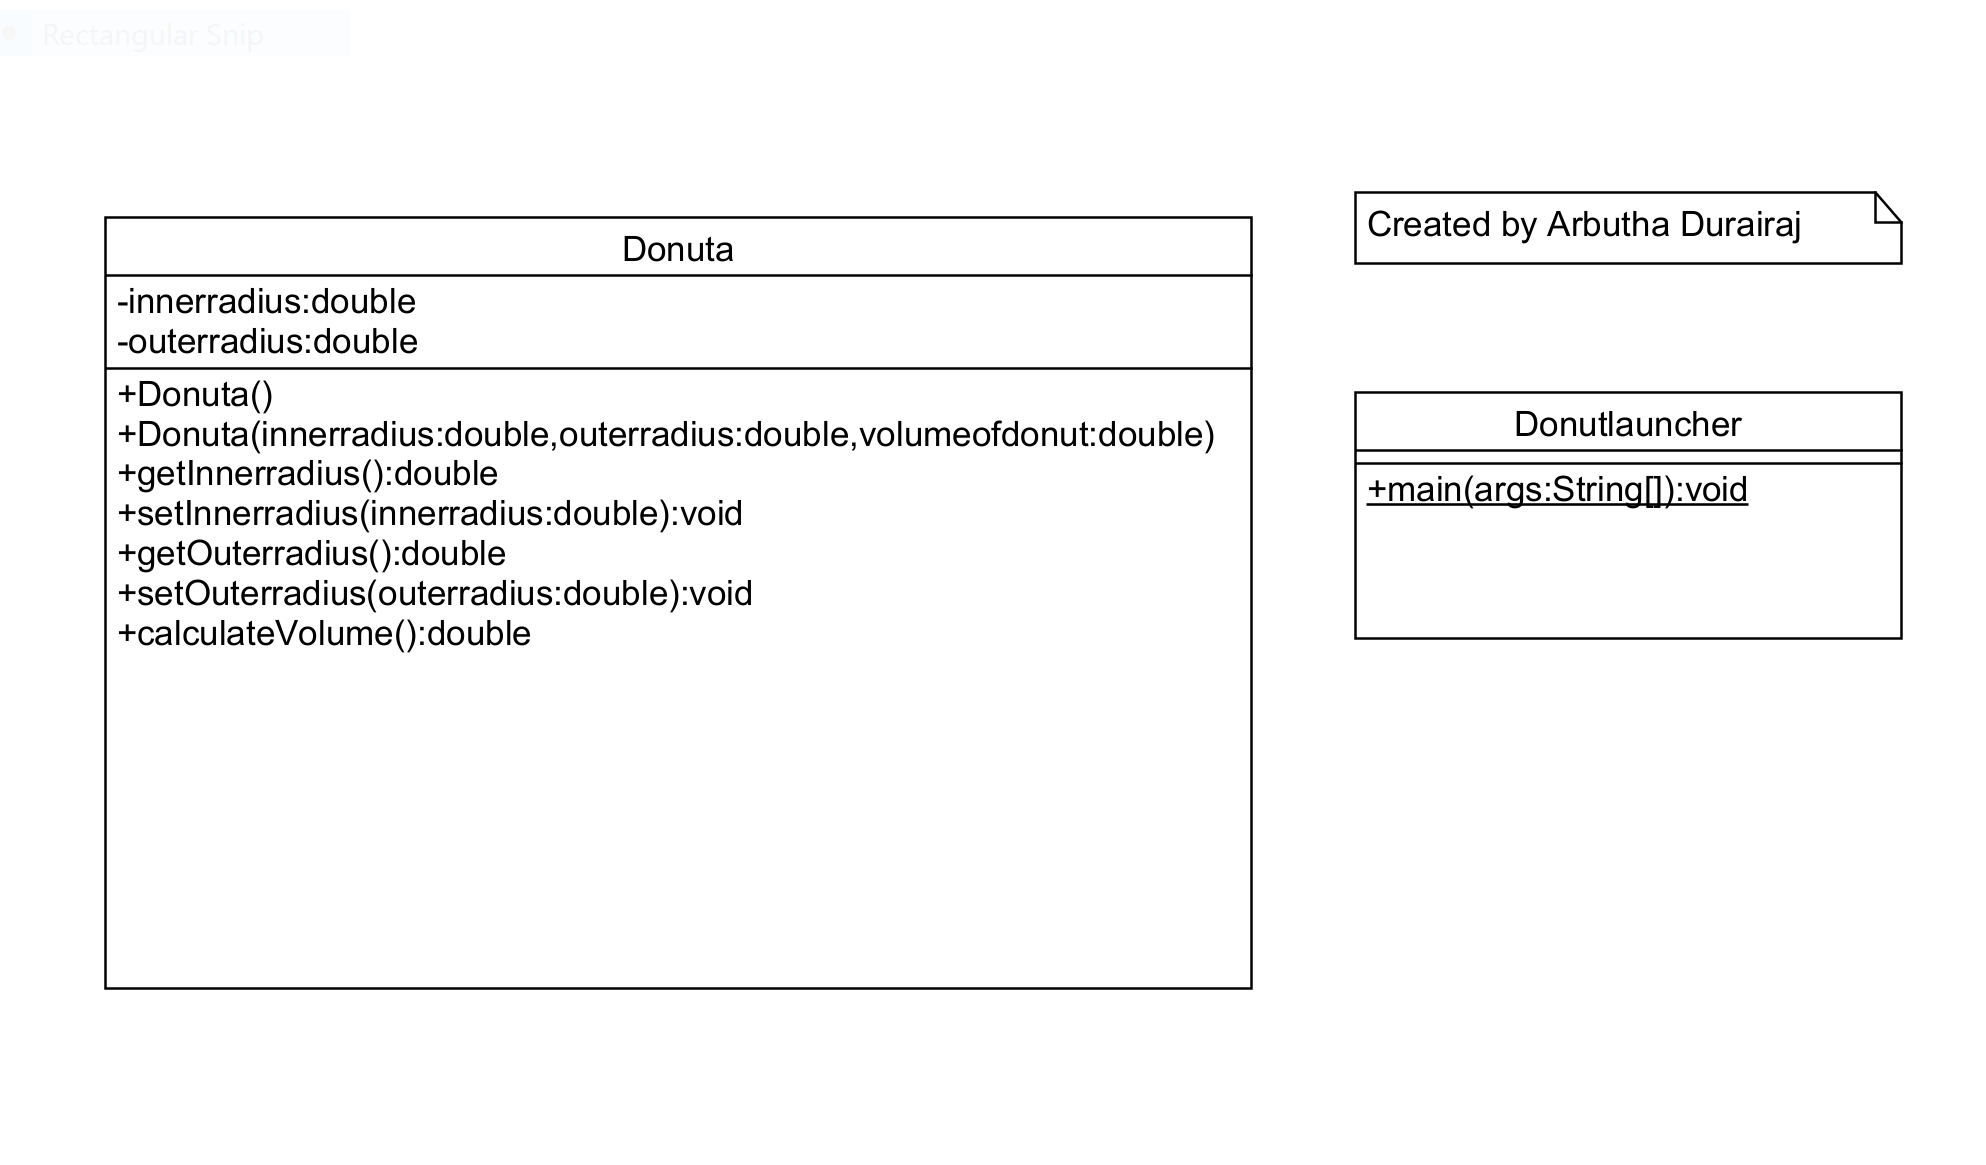 Rectangular Snip
Donuta
-innerradius:double
-outerradius:double
+Donuta()
+Donuta(innerradius:double,outerradius:double,volumeofdonut:double)
+getInnerradius():double
+setInnerradius(innerradius:double):void
+getOuterradius():double
+setOuterradius(outerradius:double):void
+calculateVolume():double
Created by Arbutha Durairaj
Donutlauncher
+main(args:String[]):void